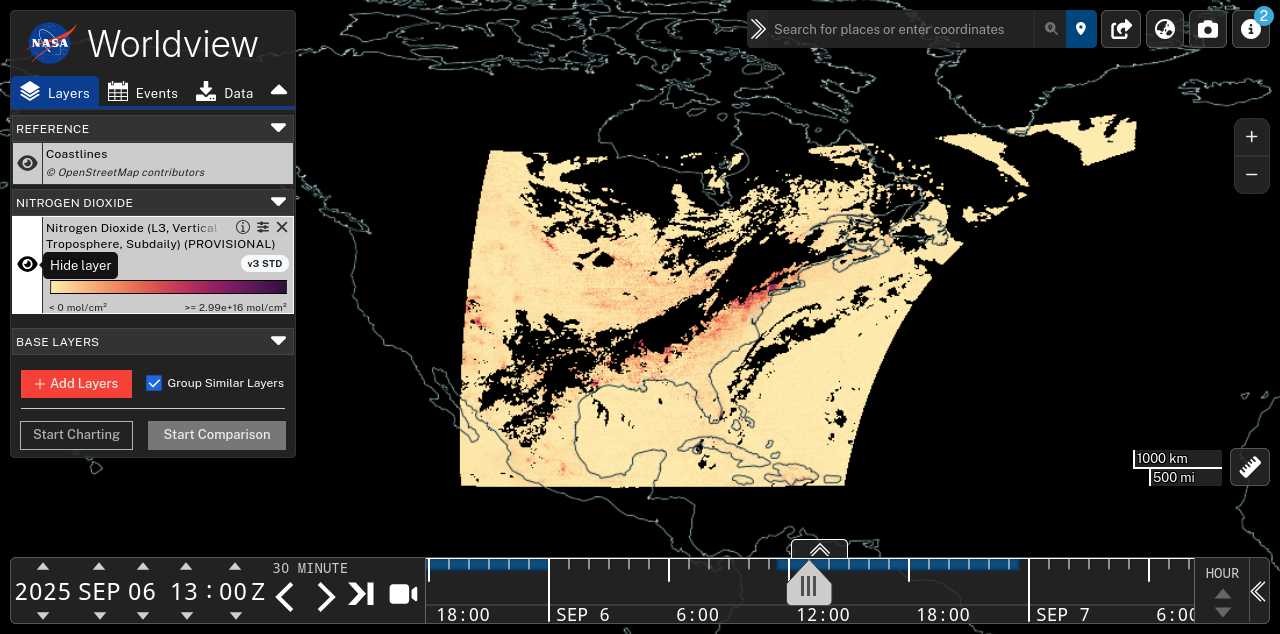 NASA
Worldview
Layers
Events
Data
REFERENCE
Coastlines
© OpenStreetMap contributors
NITROGEN DIOXIDE
Nitrogen Dioxide (L3, Vertical
Troposphere, Subdaily) (PROVISIONAL)
Hide layer
v3 STD
< 0 mol/cm²
>= 2.99e+16 mol/cm²
BASE LAYERS
+ Add Layers
Group Similar Layers
Start Charting
Start Comparison
Search for places or enter coordinates
2
+
−
1000 km
500 mi
2025 SEP 06 13 : 00 Z
30 MINUTE
18:00
SEP 6
6:00
12:00
18:00
SEP 7
6:00
HOUR